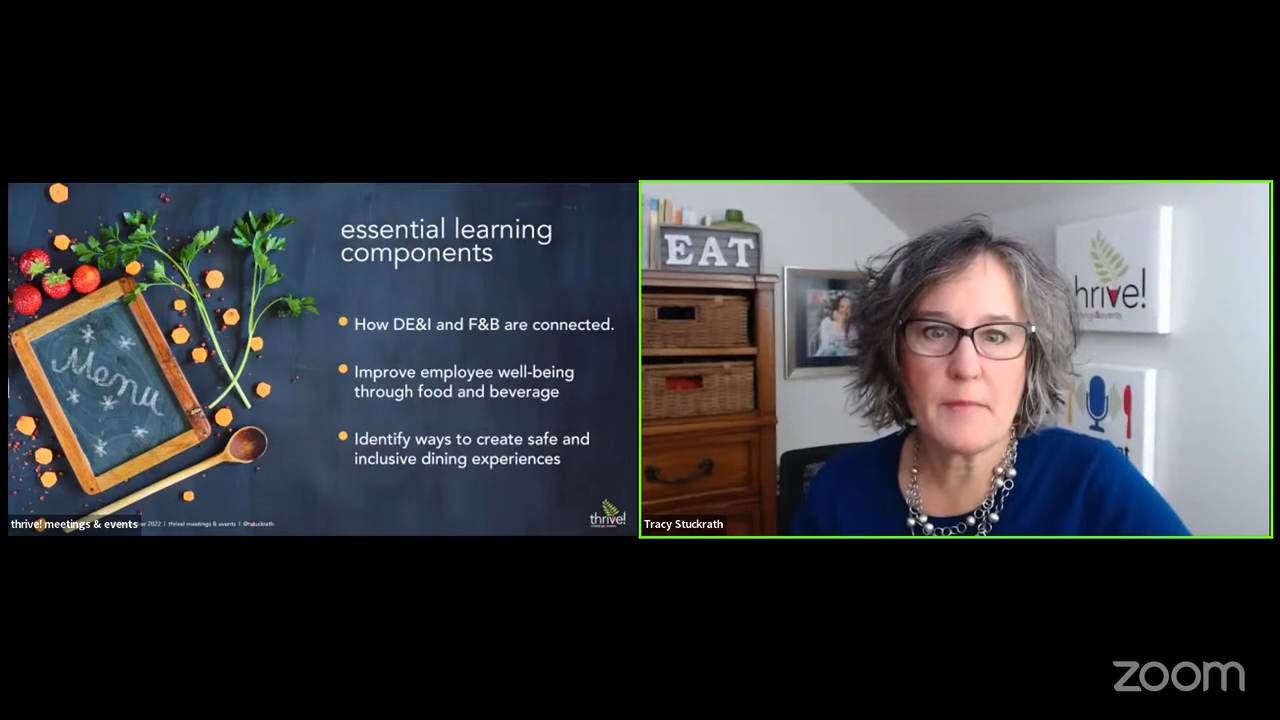 essential learning
components
How DE&I and F&B are connected.
Improve employee well-being
through food and beverage
Identify ways to create safe and
inclusive dining experiences
Menu
thrive! meetings & events
2022 | thrive! meetings & events | @tstuckrath
thrive!
EAT
thrive!
Tracy Stuckrath
zoom